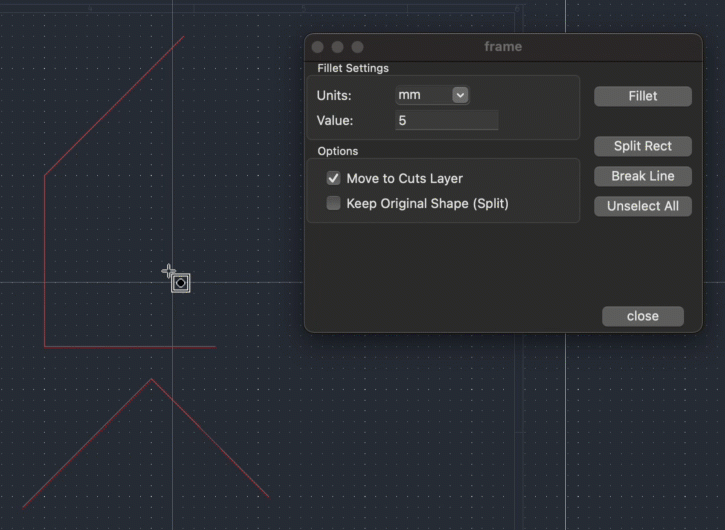 frame
Fillet Settings
Units:
mm
Value:
5
Fillet
Split Rect
Options
Break Line
Move to Cuts Layer
Keep Original Shape (Split)
Unselect All
close